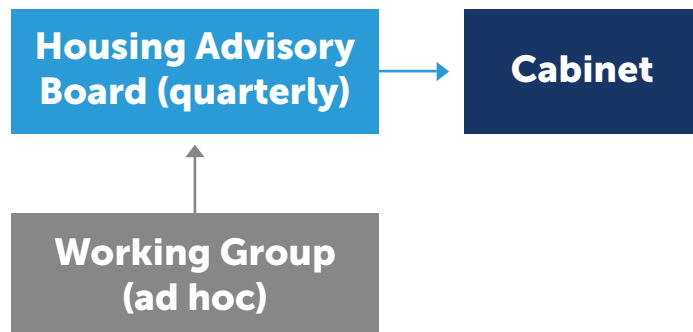 Housing Advisory
Board (quarterly)
Cabinet
Working Group
(ad hoc)